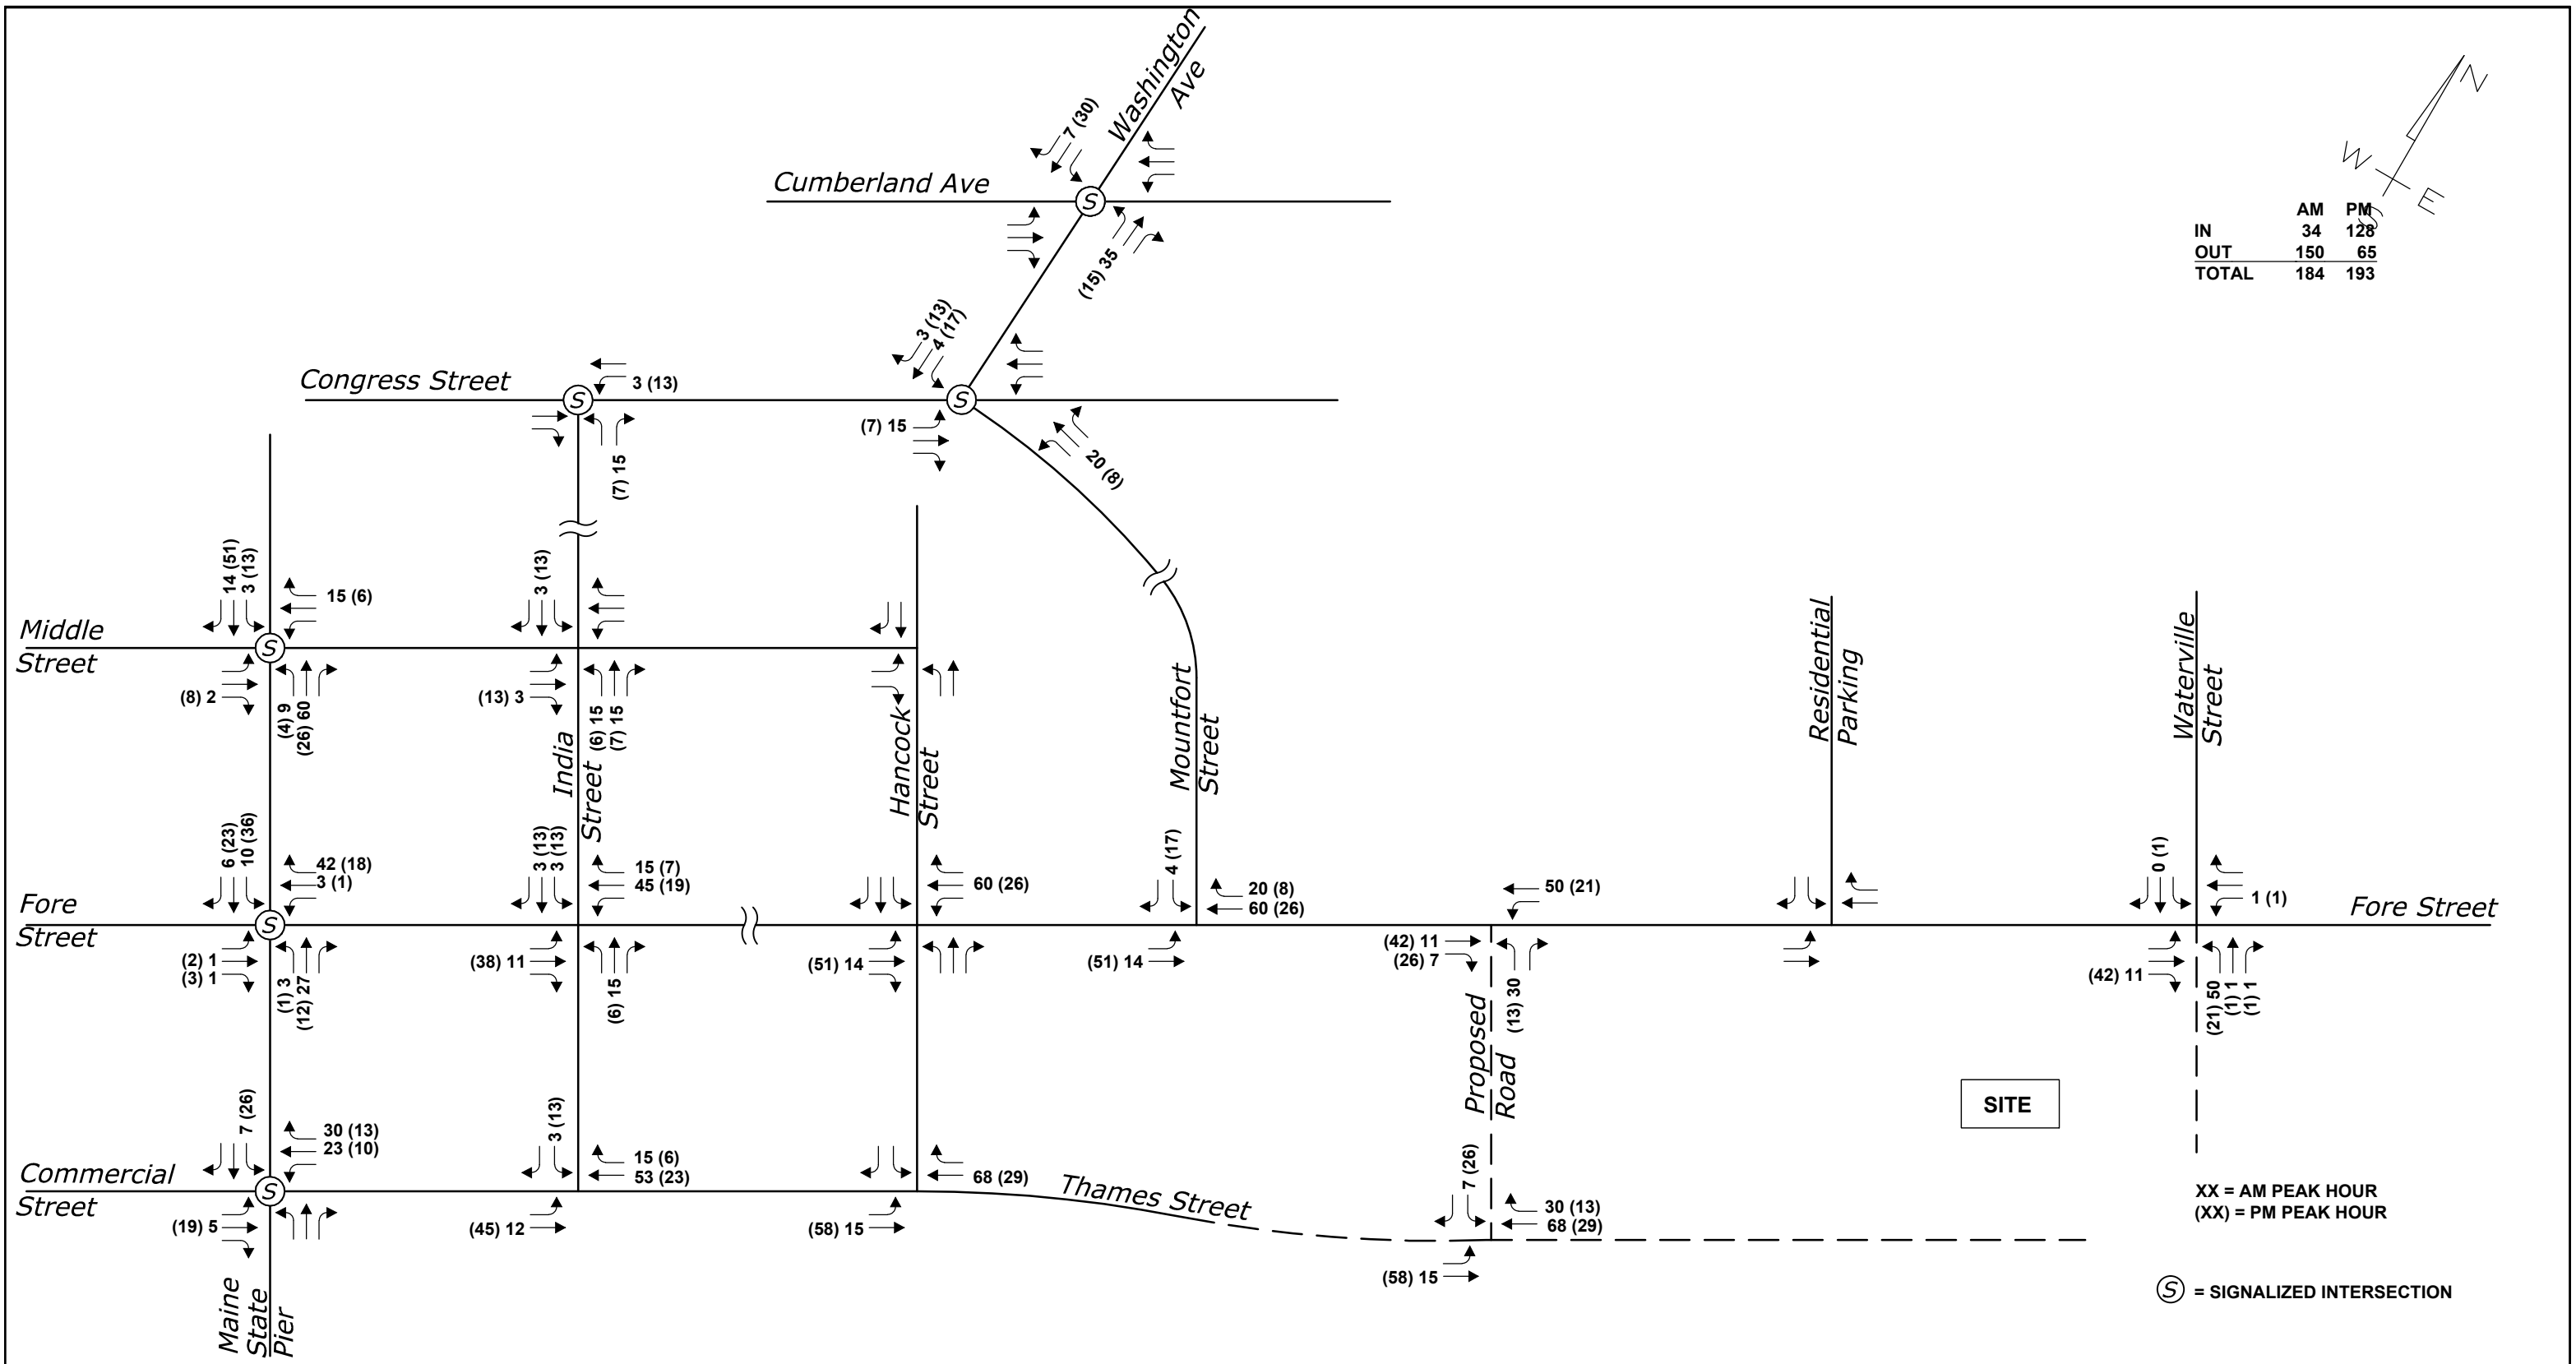 Washington
Ave
7 (30)
Cumberland Ave
S
(15) 35
N
W
E
S
AM PM
IN 34 128
OUT 150 65
TOTAL 184 193
3 (13)
4 (17)
Congress Street
S
3 (13)
S
(7) 15
(7) 15
20 (8)
14 (51)
3 (13)
15 (6)
3 (13)
Middle
Street
S
(8) 2
(4) 9
(26) 60
(13) 3
(6) 15
(7) 15
India
Street
Hancock
Street
Mountfort
Street
Residential
Parking
Waterville
Street
6 (23)
10 (36)
42 (18)
3 (1)
3 (13)
3 (13)
15 (7)
45 (19)
60 (26)
4 (17)
20 (8)
60 (26)
50 (21)
0 (1)
1 (1)
Fore
Street
S
Fore Street
(2) 1
(3) 1
(1) 3
(12) 27
(38) 11
(6) 15
(51) 14
(51) 14
(42) 11
(26) 7
(13) 30
(42) 11
(21) 50
(1) 1
(1) 1
Proposed
Road
SITE
7 (26)
30 (13)
23 (10)
3 (13)
15 (6)
53 (23)
68 (29)
7 (26)
30 (13)
68 (29)
Commercial
Street
S
Thames Street
(19) 5
(45) 12
(58) 15
(58) 15
Maine
State
Pier
XX = AM PEAK HOUR
(XX) = PM PEAK HOUR
S = SIGNALIZED INTERSECTION